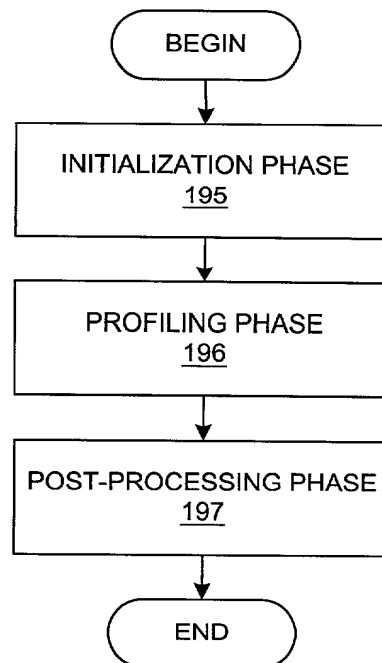 BEGIN
INITIALIZATION PHASE
195
PROFILING PHASE
196
POST-PROCESSING PHASE
197
END